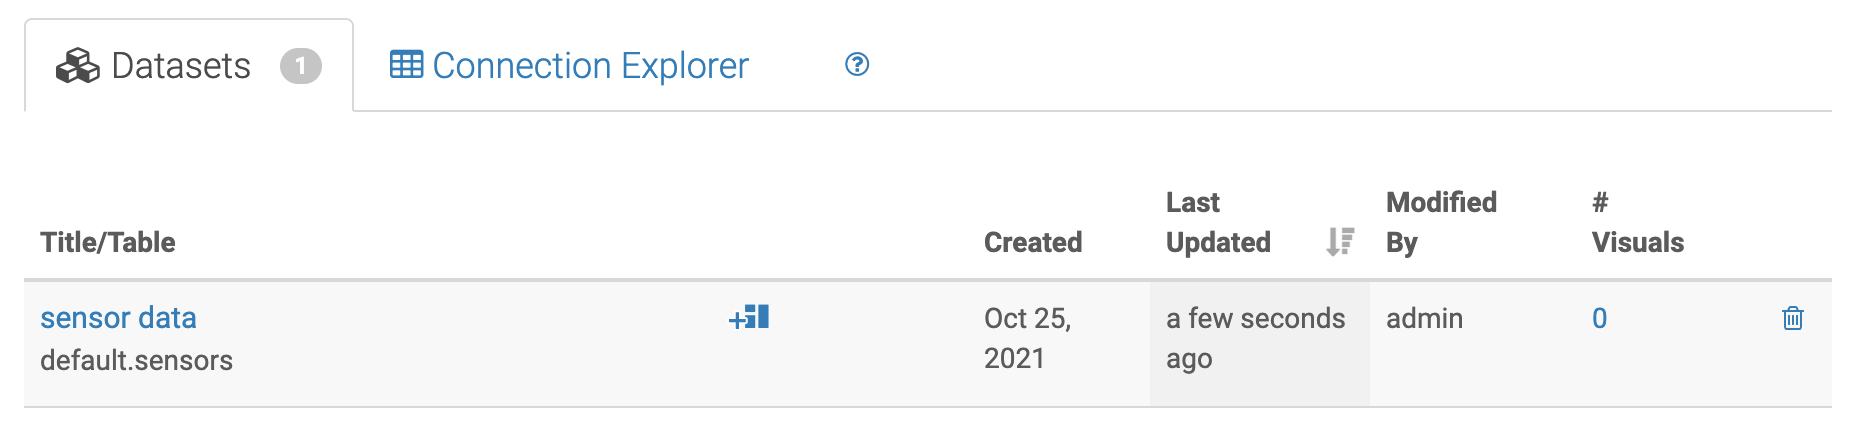 Datasets 1 Connection Explorer ?
Last Modified #
Title/Table Created Updated By Visuals
sensor data Oct 25, a few seconds admin 0
default.sensors 2021 ago